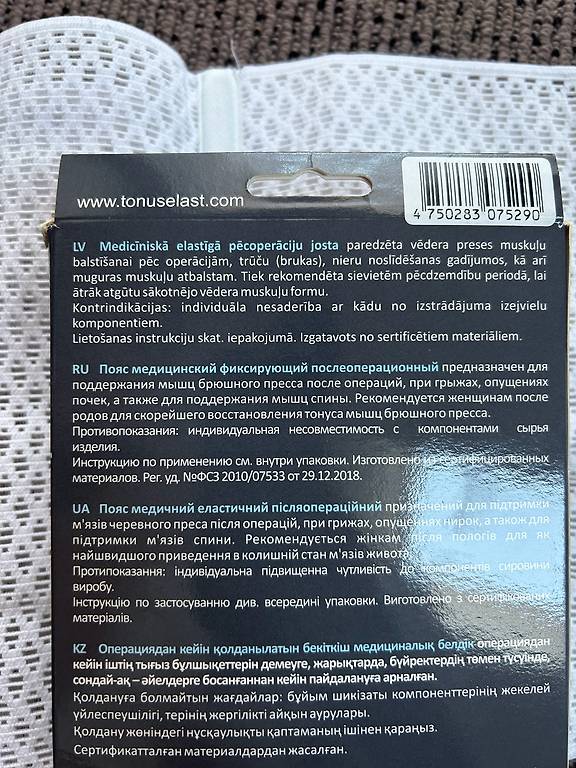 www.tonuselast.com
4 750283 075290
LV Medicīniskā elastīgā pēcoperāciju josta paredzēta vēdera preses muskuļu
balstīšanai pēc operācijām, trūču (brukas), nieru noslīdēšanas gadījumos, kā arī
muguras muskuļu atbalstam. Tiek rekomendēta sievietēm pēcdzemdību periodā, lai
ātrāk atgūtu sākotnējo vēdera muskuļu formu.
Kontrindikācijas: individuāla nesaderība ar kādu no izstrādājuma izejvielu
komponentiem.
Lietošanas instrukciju skat. iepakojumā. Izgatavots no sertificētiem materiāliem.
RU Пояс медицинский фиксирующий послеоперационный предназначен для
поддержания мышц брюшного пресса после операций, при грыжах, опущениях
почек, а также для поддержания мышц спины. Рекомендуется женщинам после
родов для скорейшего восстановления тонуса мышц брюшного пресса.
Противопоказания: индивидуальная несовместимость с компонентами сырья
изделия.
Инструкцию по применению см. внутри упаковки. Изготовлено из сертифицированных
материалов. Рег. уд. №ФСЗ 2010/07533 от 29.12.2018.
UA Пояс медичний еластичний післяопераційний призначений для підтримки
м'язів черевного преса після операцій, при грижах, опущеннях нирок, а також для
підтримки м'язів спини. Рекомендується жінкам після пологів для як
найшвидшого приведення в колишній стан м'язів живота.
Протипоказання: індивідуальна підвищенна чутливість до компонентів сировини
виробу.
Інструкцію по застосуванню див. всередині упаковки. Виготовлено з сертифікованих
матеріалів.
KZ Операциядан кейін қолданылатын бекіткіш медициналық белдік операциядан
кейін іштің тығыз бұлшықеттерін демеуге, жарықтарда, бүйректердің төмен түсуінде,
сондай-ақ – әйелдерге босанғаннан кейін пайдалануға арналған.
Қолдануға болмайтын жағдайлар: бұйым шикізаты компоненттерінің жекелей
үйлеспеушілігі, терінің жергілікті айқын аурулары.
Қолдану жөніндегі нұсқаулықты қаптаманың ішінен қараңыз.
Сертификатталған материалдардан жасалған.